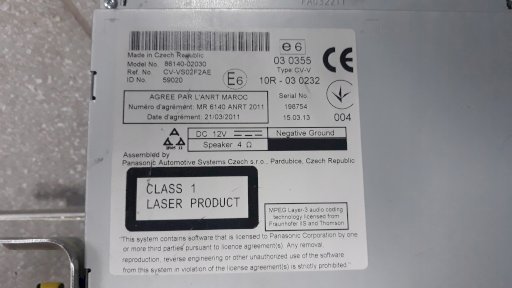 PA03221T
Made in Czech Republic
Model No. 86140-02030
Ref. No. CV-VS02F2AE
ID No. 59020
e6
03 0355
Type CV-V
CE
E6
10R - 03 0232
AGREE PAR L'ANRT MAROC
Numéro d'agrément: MR 6140 ANRT 2011
Date d'agrément: 21/03/2011
Serial No.
198754
15.03.13
004
DC 12V
Negative Ground
Speaker 4 Ω
Assembled by
Panasonic Automotive Systems Czech s.r.o., Pardubice, Czech Republic
CLASS 1
LASER PRODUCT
MPEG Layer-3 audio coding
technology licensed from
Fraunhofer IIS and Thomson.
"This system contains software that is licensed to Panasonic Corporation by one
or more third parties pursuant to licence agreement(s). Any removal,
reproduction, reverse engineering or other unauthorized use of the software
from this system in violation of the license agreement(s) is strictly prohibited."